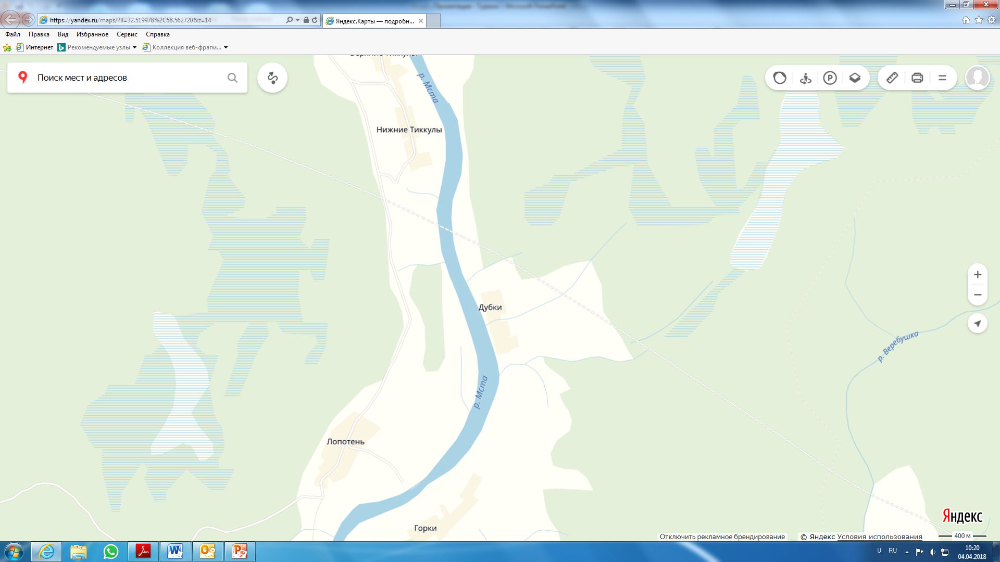 https://yandex.ru/maps/?ll=32.519978%2C58.562720&z=14
Яндекс.Карты — подробн...
Файл Правка Вид Избранное Сервис Справка
Интернет Рекомендуемые узлы Коллекция веб-фрагм...
Поиск мест и адресов
P
р. Мста
Нижние Тиккулы
Дубки
р. Веребушка
р. Мста
Лопотень
Горки
Яндекс
Отключить рекламное брендирование © Яндекс Условия использования 400 м
U RU 10:20
04.04.2018